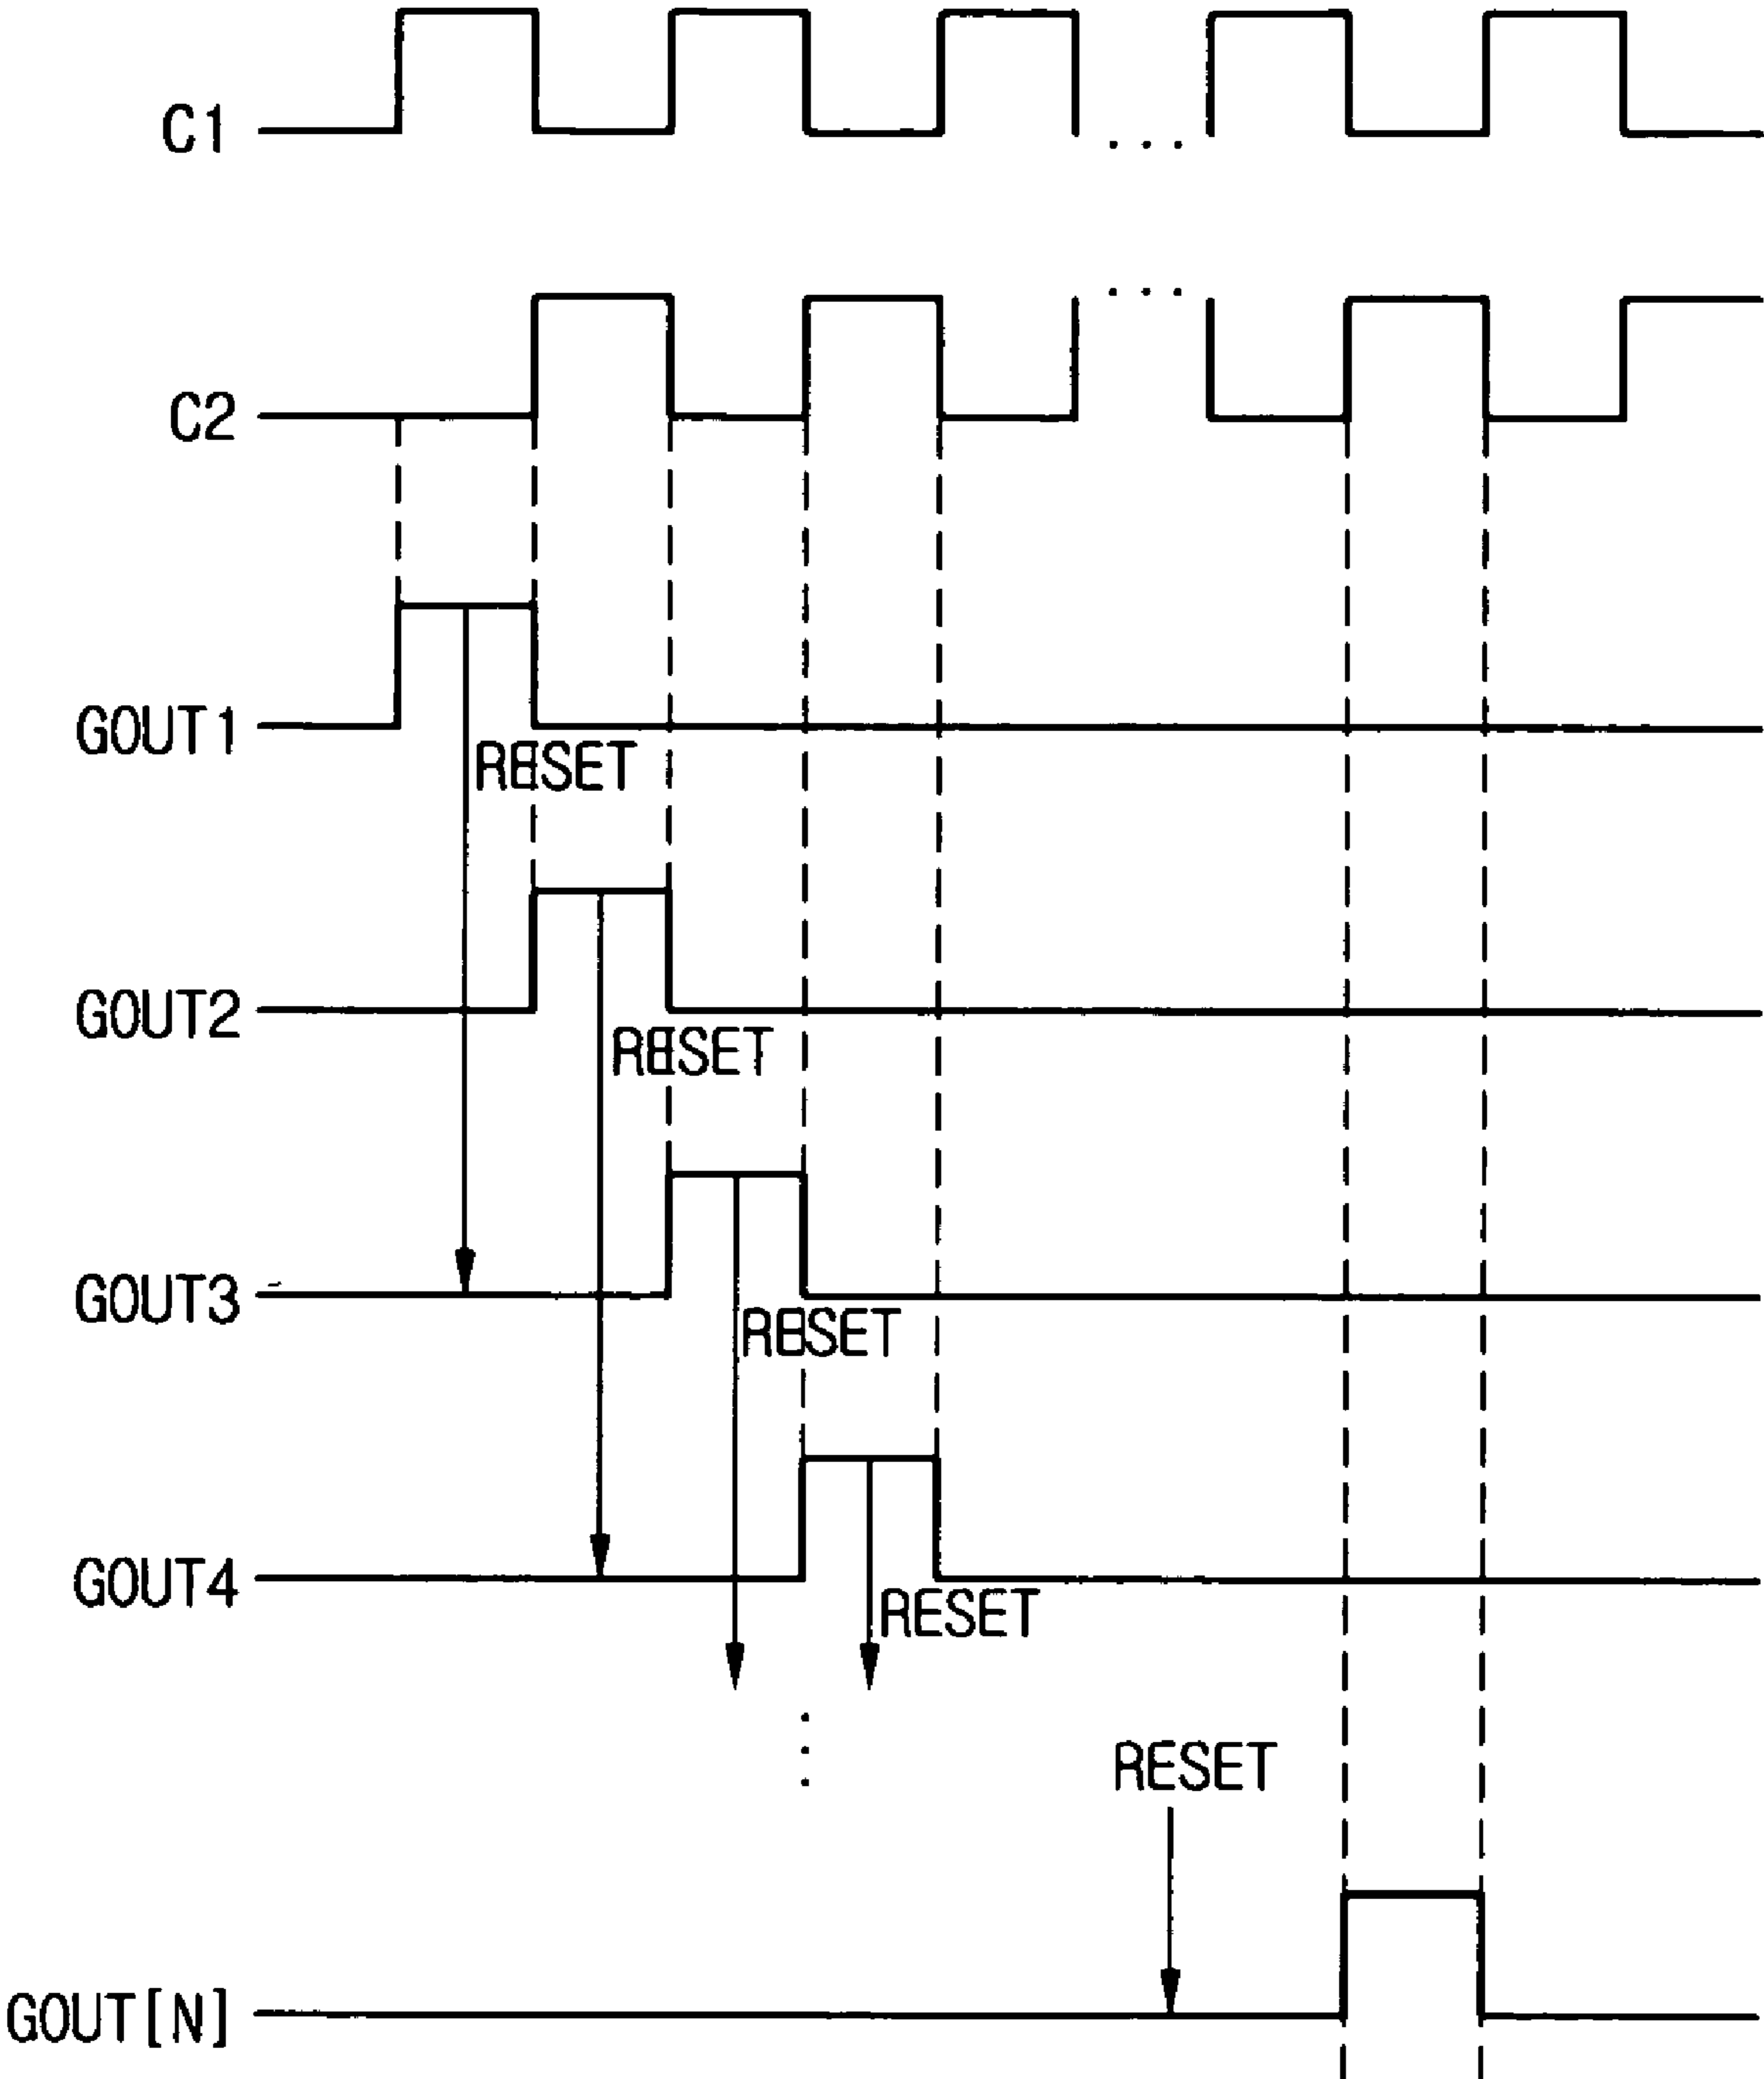 C1
...
...
C2
GOUT1
RESET
GOUT2
RESET
GOUT3
RESET
GOUT4
RESET
RESET
GOUT[N]